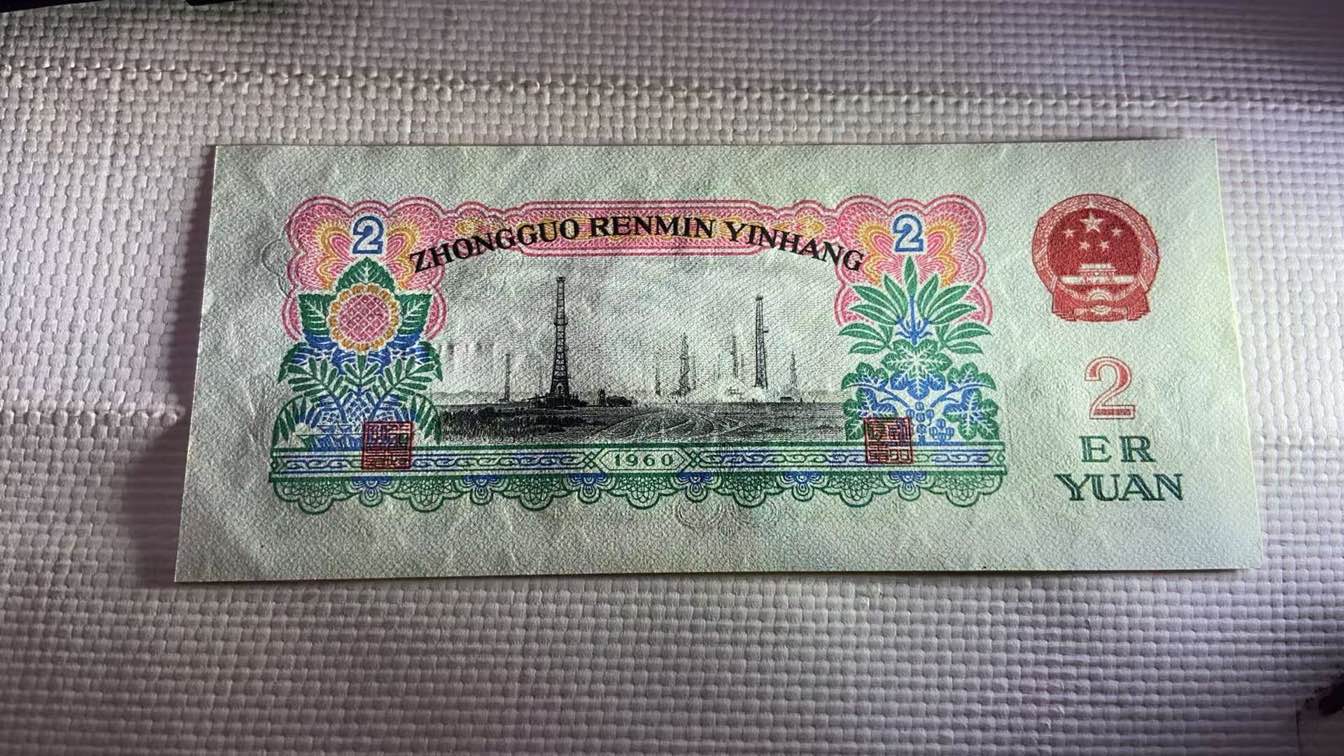 2 ZHONGGUO RENMIN YINHANG 2
2
ER
YUAN
1960